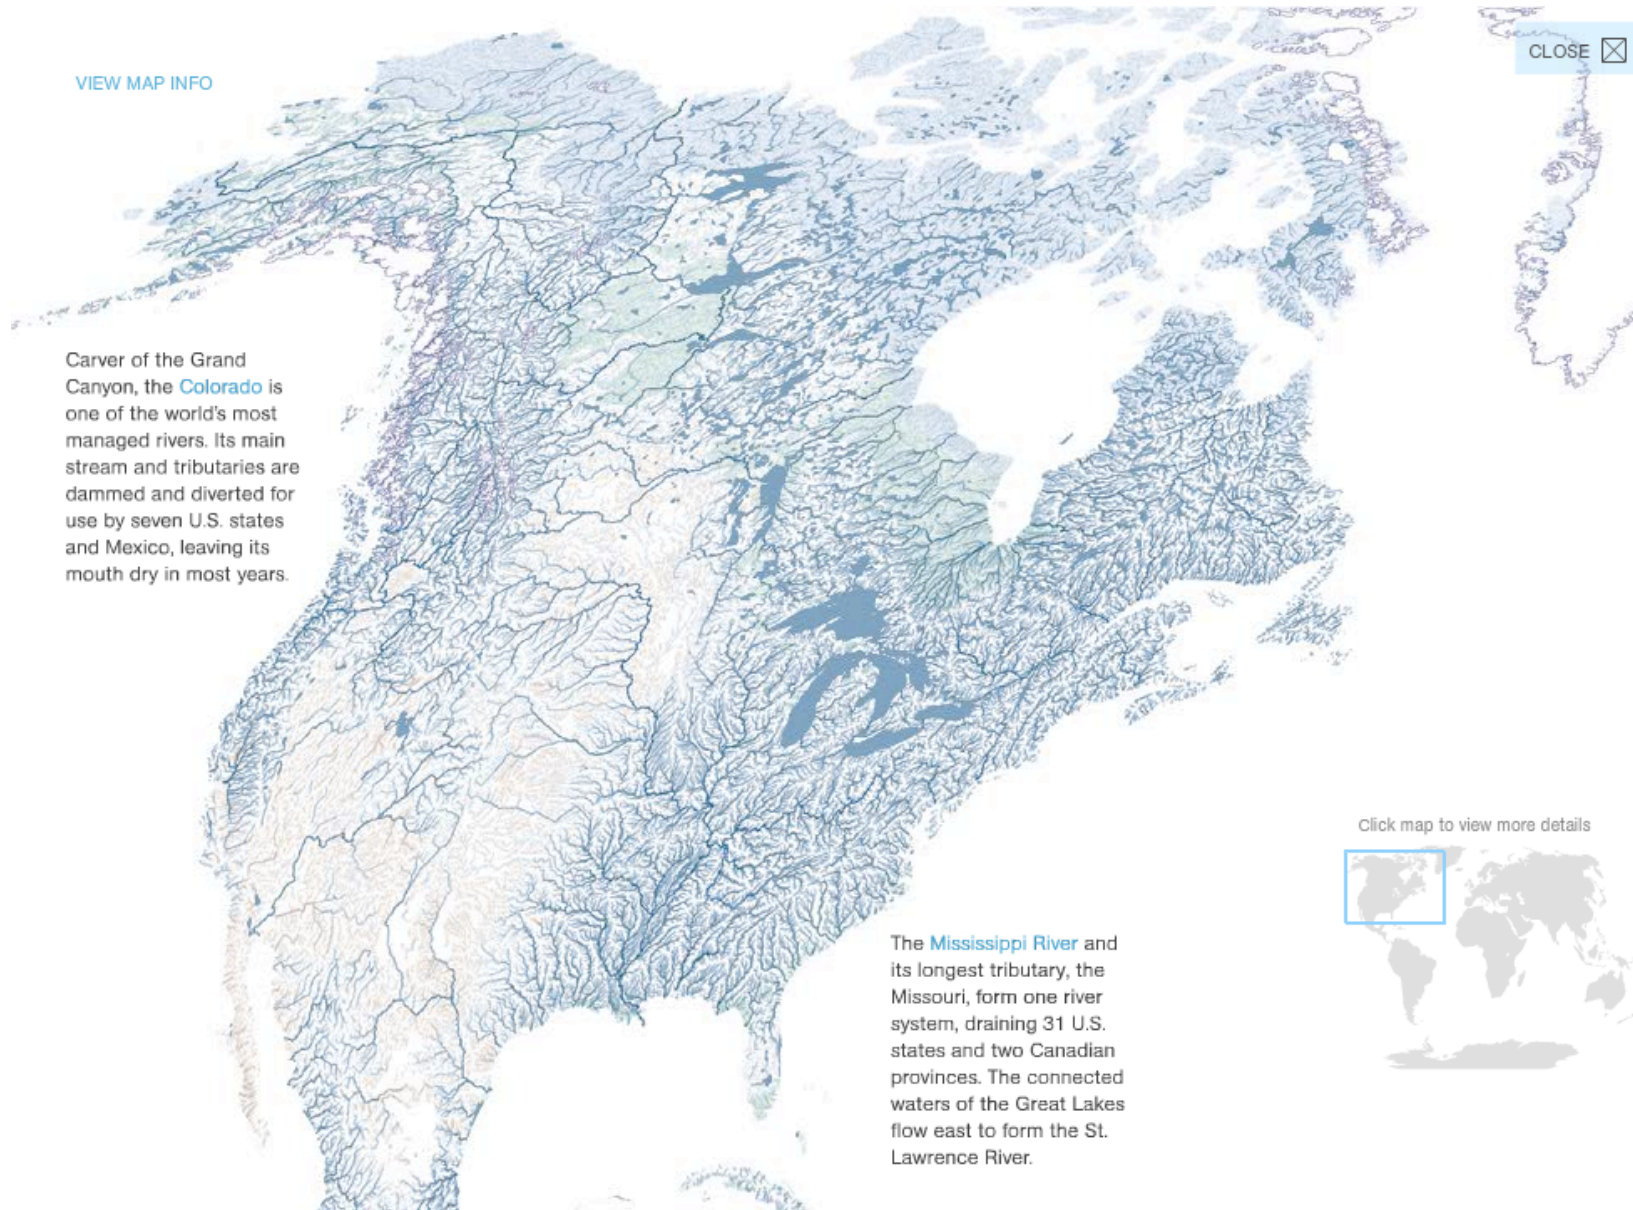 VIEW MAP INFO
CLOSE
Carver of the Grand
Canyon, the Colorado is
one of the world's most
managed rivers. Its main
stream and tributaries are
dammed and diverted for
use by seven U.S. states
and Mexico, leaving its
mouth dry in most years.
Click map to view more details
The Mississippi River and
its longest tributary, the
Missouri, form one river
system, draining 31 U.S.
states and two Canadian
provinces. The connected
waters of the Great Lakes
flow east to form the St.
Lawrence River.